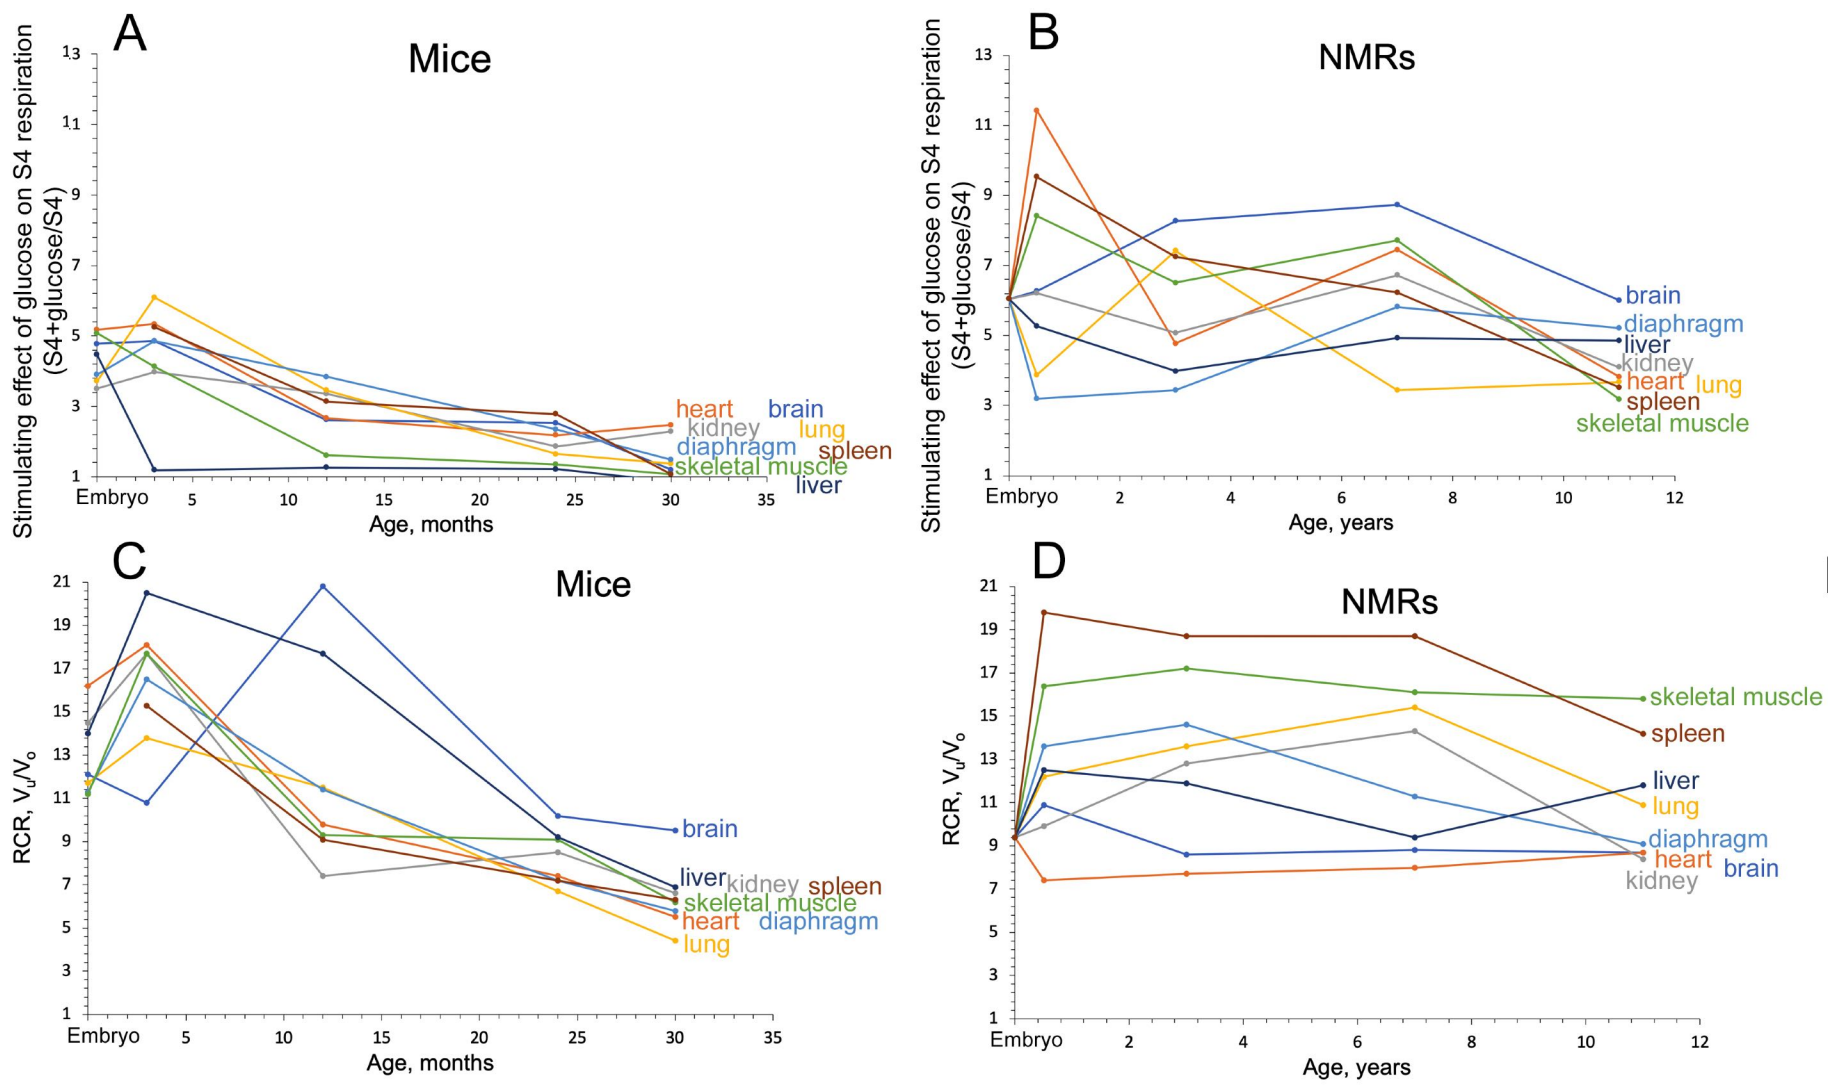 A
Mice
Stimulating effect of glucose on S4 respiration
(S4+glucose/S4)
13
11
9
7
5
3
1
heart brain
kidney lung
diaphragm spleen
skeletal muscle
liver
Embryo 5 10 15 20 25 30 35
Age, months
B
NMRs
Stimulating effect of glucose on S4 respiration
(S4+glucose/S4)
13
11
9
7
5
3
1
brain
diaphragm
liver
kidney
heart lung
spleen
skeletal muscle
Embryo 2 4 6 8 10 12
Age, years
C
Mice
RCR, Vu/Vo
21
19
17
15
13
11
9
7
5
3
1
brain
liver kidney spleen
skeletal muscle
heart diaphragm
lung
Embryo 5 10 15 20 25 30 35
Age, months
D
NMRs
RCR, Vu/Vo
21
19
17
15
13
11
9
7
5
3
1
skeletal muscle
spleen
liver
lung
diaphragm
heart brain
kidney
Embryo 2 4 6 8 10 12
Age, years